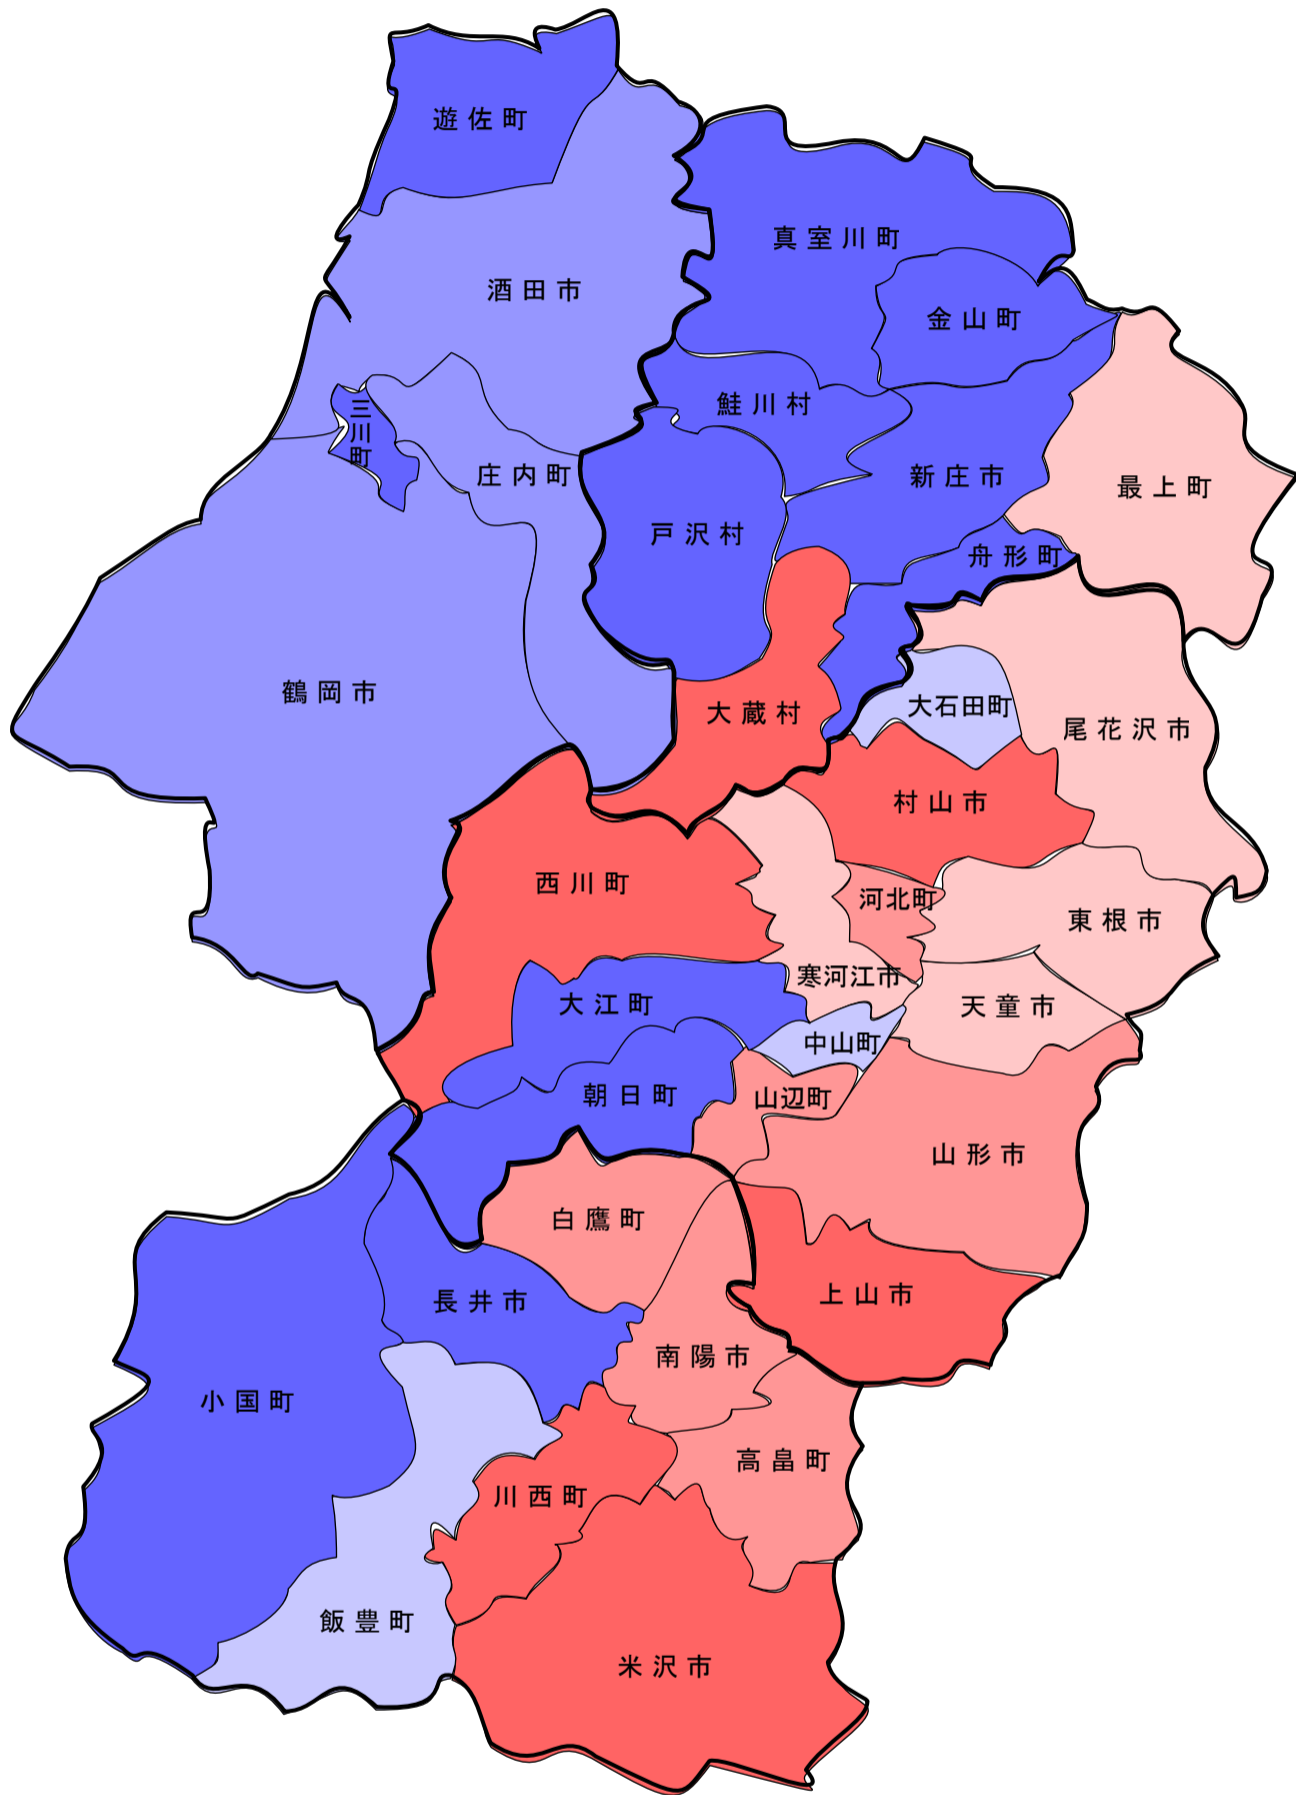 遊佐町
真室川町
酒田市
金山町
鮭川村
三川町
庄内町
新庄市
最上町
戸沢村
舟形町
鶴岡市
大蔵村
大石田町
尾花沢市
村山市
西川町
河北町
東根市
寒河江市
大江町
天童市
中山町
朝日町
山辺町
山形市
白鷹町
長井市
上山市
南陽市
小国町
高畠町
川西町
飯豊町
米沢市